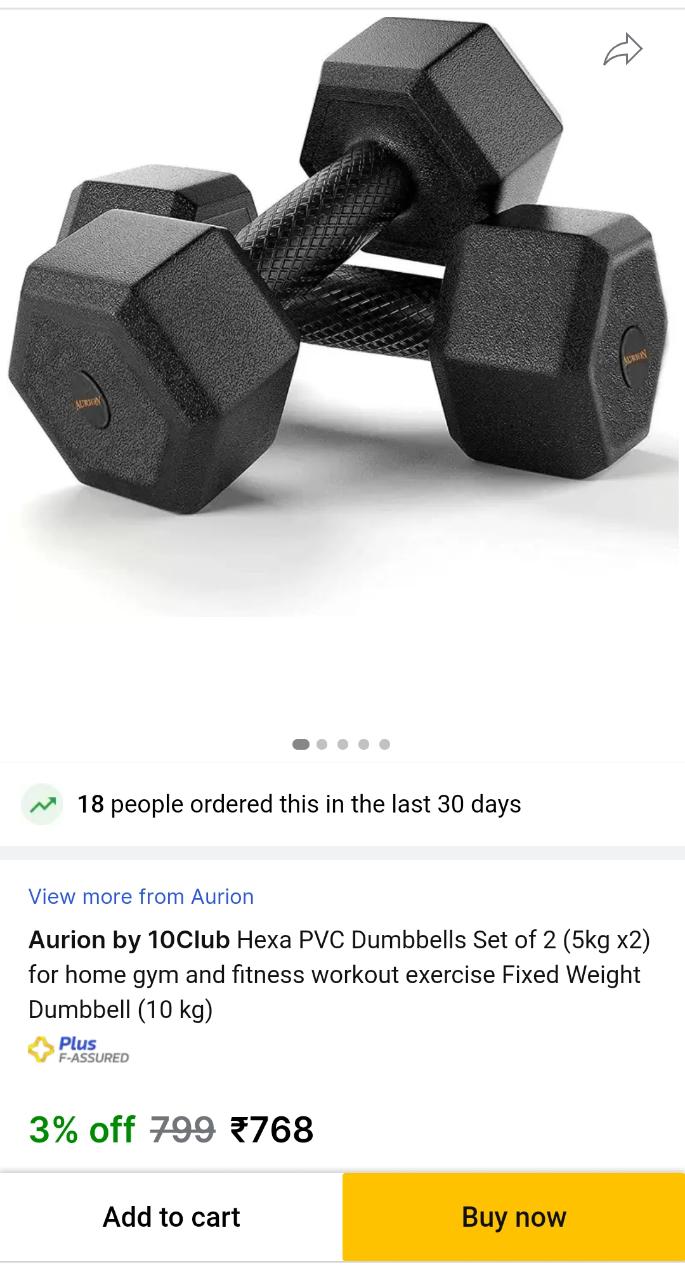 AURION
AURION
18 people ordered this in the last 30 days
View more from Aurion
Aurion by 10Club Hexa PVC Dumbbells Set of 2 (5kg x2)
for home gym and fitness workout exercise Fixed Weight
Dumbbell (10 kg)
Plus
F-ASSURED
3% off 799 ₹768
Add to cart
Buy now